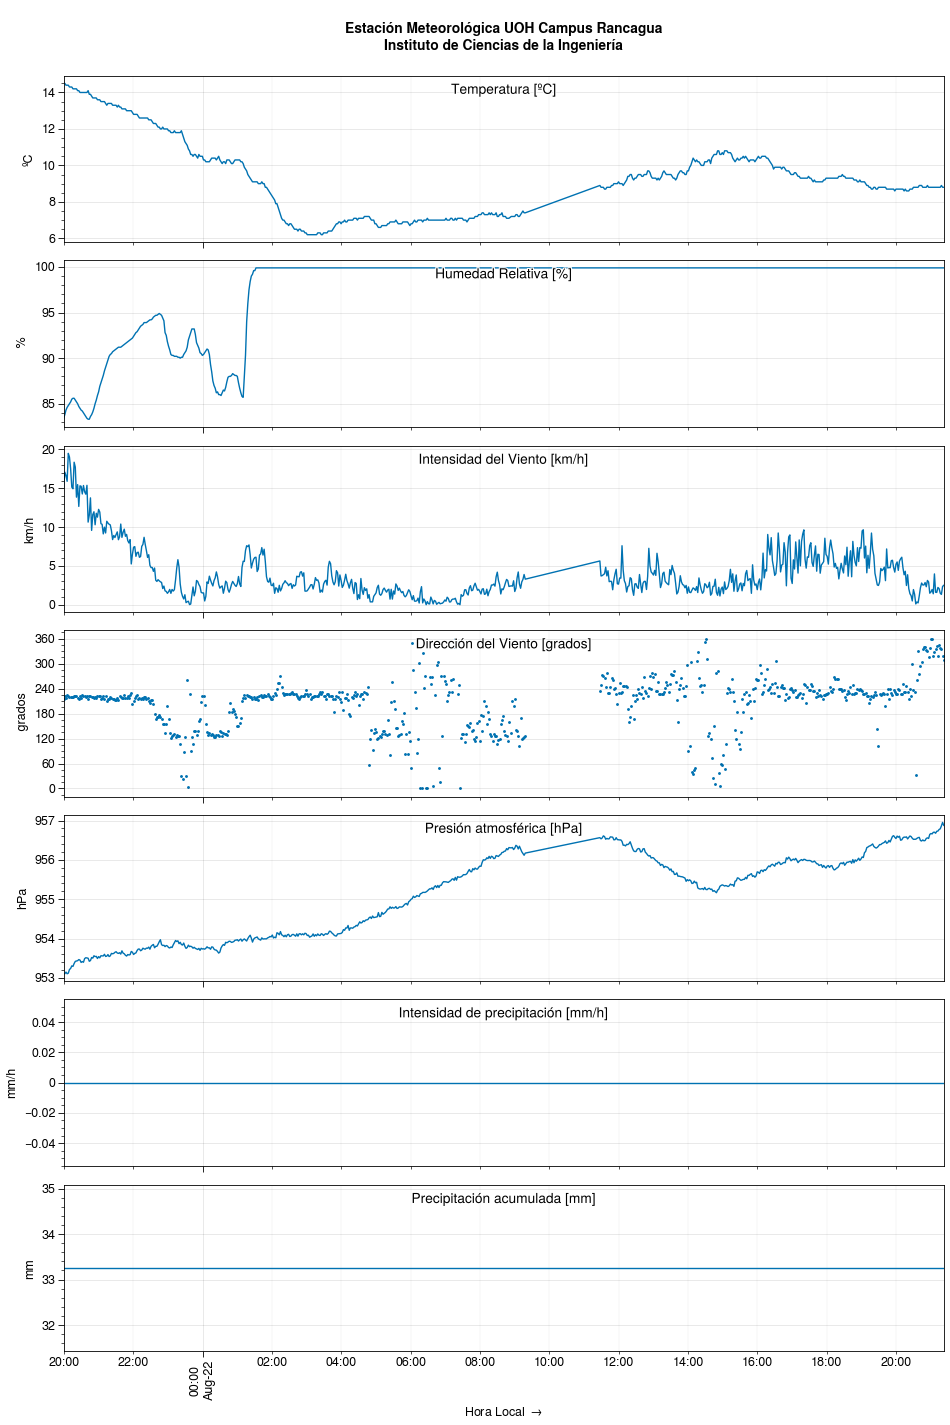 Estación Meteorológica UOH Campus Rancagua
Instituto de Ciencias de la Ingeniería
Temperatura [ºC]
ºC
14
12
10
8
6
Humedad Relativa [%]
%
100
95
90
85
Intensidad del Viento [km/h]
km/h
20
15
10
5
0
Dirección del Viento [grados]
grados
360
300
240
180
120
60
0
Presión atmosférica [hPa]
hPa
957
956
955
954
953
Intensidad de precipitación [mm/h]
mm/h
0.04
0.02
0
−0.02
−0.04
Precipitación acumulada [mm]
mm
35
34
33
32
20:00 22:00 00:00 02:00 04:00 06:00 08:00 10:00 12:00 14:00 16:00 18:00 20:00
Aug-22
Hora Local →